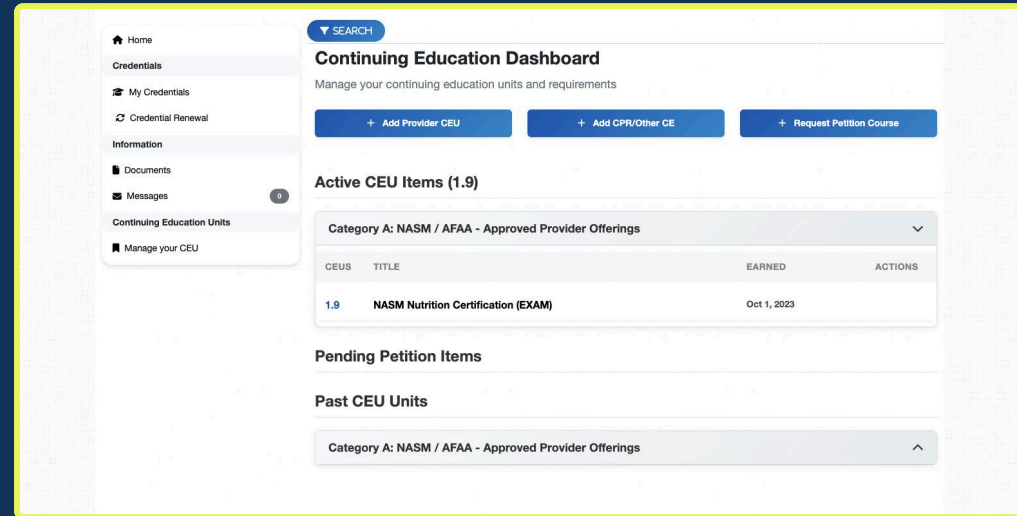 Home
Credentials
My Credentials
Credential Renewal
Information
Documents
Messages 0
Continuing Education Units
Manage your CEU
SEARCH
Continuing Education Dashboard
Manage your continuing education units and requirements
+ Add Provider CEU + Add CPR/Other CE + Request Petition Course
Active CEU Items (1.9)
Category A: NASM / AFAA - Approved Provider Offerings
CEUS TITLE EARNED ACTIONS
1.9 NASM Nutrition Certification (EXAM) Oct 1, 2023
Pending Petition Items
Past CEU Units
Category A: NASM / AFAA - Approved Provider Offerings